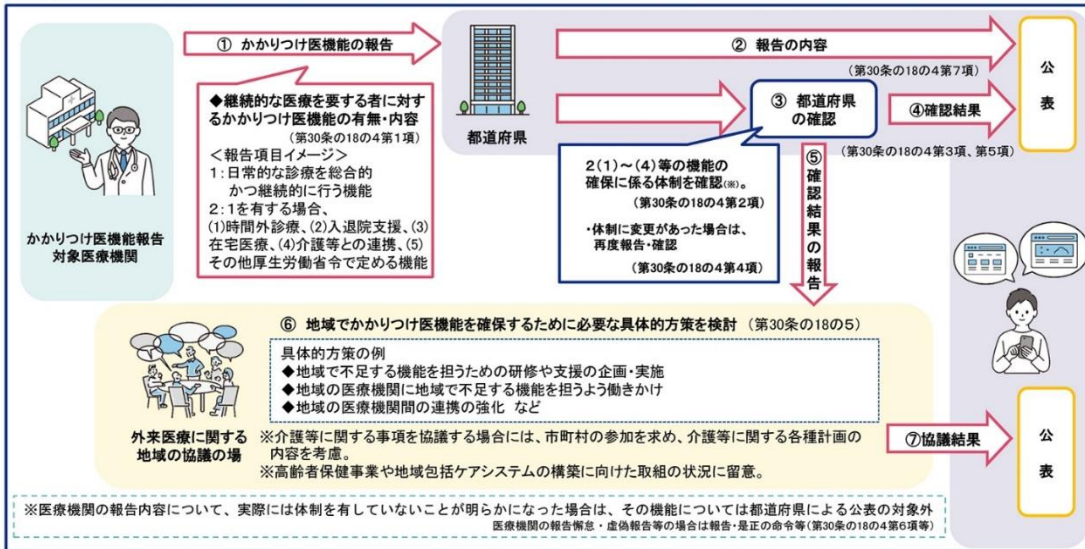 ① かかりつけ医機能の報告
② 報告の内容
(第30条の18の4第7項)
公表
かかりつけ医機能報告
対象医療機関
◆継続的な医療を要する者に対す
るかかりつけ医機能の有無・内容
(第30条の18の4第1項)
<報告項目イメージ>
1:日常的な診療を総合的
かつ継続的に行う機能
2:1を有する場合、
(1)時間外診療、(2)入退院支援、(3)
在宅医療、(4)介護等との連携、(5)
その他厚生労働省令で定める機能
都道府県
③ 都道府県
の確認
④確認結果
(第30条の18の4第3項、第5項)
2(1)~(4)等の機能の
確保に係る体制を確認(※)。
(第30条の18の4第2項)
・体制に変更があった場合は、
再度報告・確認
(第30条の18の4第4項)
⑤確認結果の報告
⑥ 地域でかかりつけ医機能を確保するために必要な具体的方策を検討 (第30条の18の5)
具体的方策の例
◆地域で不足する機能を担うための研修や支援の企画・実施
◆地域の医療機関に地域で不足する機能を担うよう働きかけ
◆地域の医療機関間の連携の強化 など
外来医療に関する
地域の協議の場
※介護等に関する事項を協議する場合には、市町村の参加を求め、介護等に関する各種計画の
内容を考慮。
※高齢者保健事業や地域包括ケアシステムの構築に向けた取組の状況に留意。
⑦協議結果
公表
※医療機関の報告内容について、実際には体制を有していないことが明らかになった場合は、その機能については都道府県による公表の対象外
医療機関の報告懈怠・虚偽報告等の場合は報告・是正の命令等(第30条の18の4第6項等)